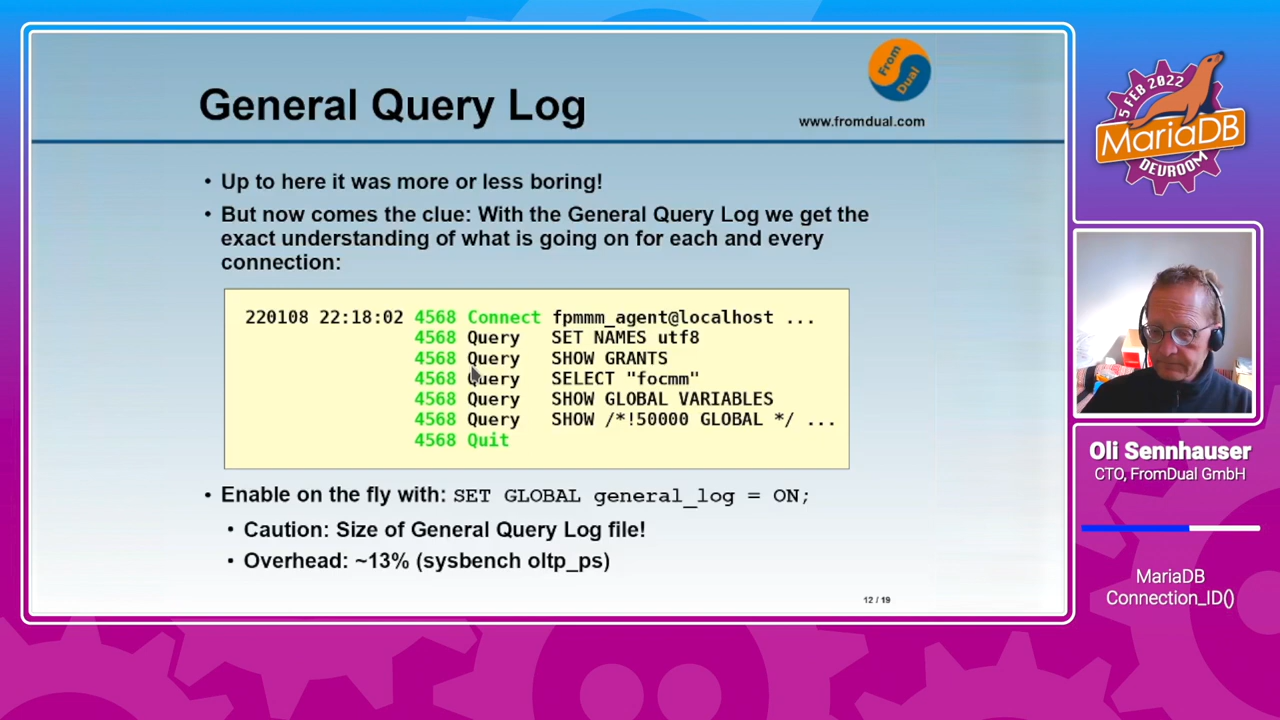 General Query Log
From
Dual
www.fromdual.com
• Up to here it was more or less boring!
• But now comes the clue: With the General Query Log we get the
exact understanding of what is going on for each and every
connection:
220108 22:18:02 4568 Connect fpmmm_agent@localhost ...
4568 Query SET NAMES utf8
4568 Query SHOW GRANTS
4568 Query SELECT "focmm"
4568 Query SHOW GLOBAL VARIABLES
4568 Query SHOW /*!50000 GLOBAL */ ...
4568 Quit
• Enable on the fly with: SET GLOBAL general_log = ON;
• Caution: Size of General Query Log file!
• Overhead: ~13% (sysbench oltp_ps)
12 / 19
5 FEB 2022
MariaDB
DEVROOM
Oli Sennhauser
CTO, FromDual GmbH
MariaDB
Connection_ID()